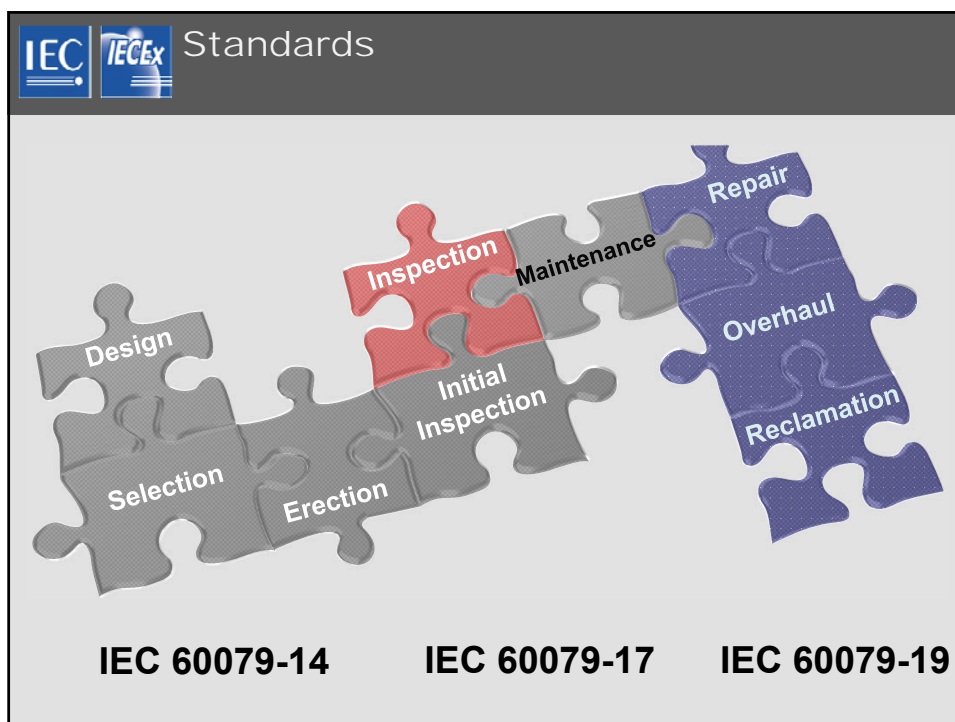 IEC
IECEx
Standards
Repair
Inspection
Maintenance
Design
Overhaul
Initial
Inspection
Reclamation
Selection
Erection
IEC 60079-14
IEC 60079-17
IEC 60079-19